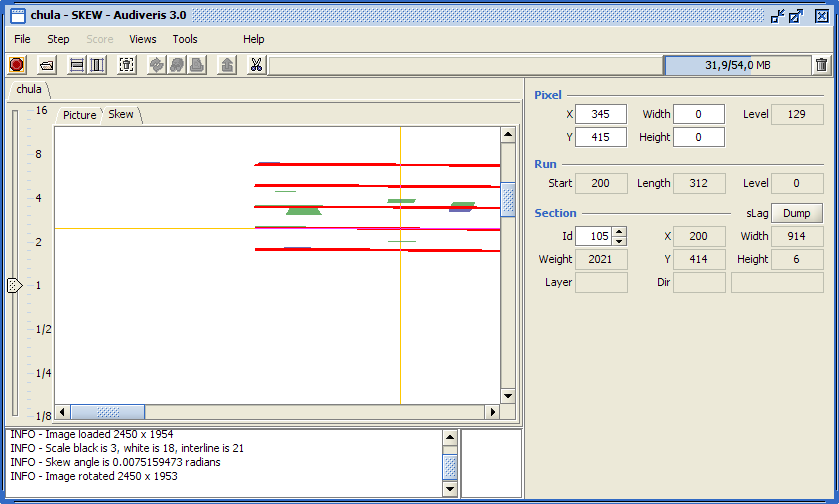 chula - SKEW - Audiveris 3.0
File Step Score Views Tools Help
31,9/54,0 MB
chula
Picture Skew
16
8
4
2
1
1/2
1/4
1/8
Pixel
X 345 Width 0 Level 129
Y 415 Height 0
Run
Start 200 Length 312 Level 0
Section sLag Dump
Id 105 X 200 Width 914
Weight 2021 Y 414 Height 6
Layer Dir
INFO - Image loaded 2450 x 1954
INFO - Scale black is 3, white is 18, interline is 21
INFO - Skew angle is 0.0075159473 radians
INFO - Image rotated 2450 x 1953